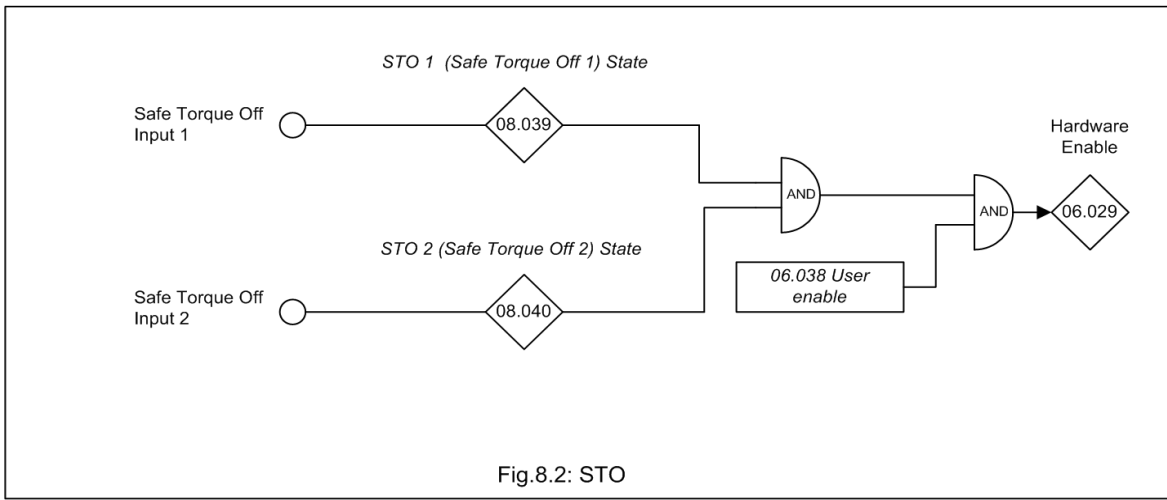 STO 1  (Safe Torque Off 1) State
Safe Torque Off
Input 1
08.039
Hardware
Enable
AND
AND
06.029
STO 2 (Safe Torque Off 2) State
06.038 User
enable
Safe Torque Off
Input 2
08.040
Fig.8.2: STO